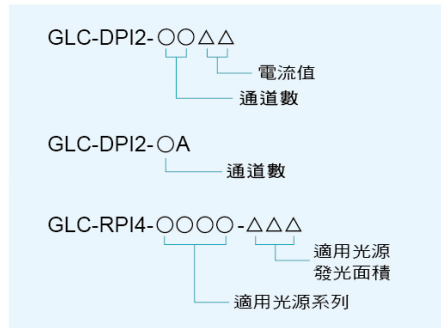 GLC-DPI2-○○△△
電流值
通道數
GLC-DPI2-○A
通道數
GLC-RPI4-○○○○-△△△
適用光源
發光面積
適用光源系列